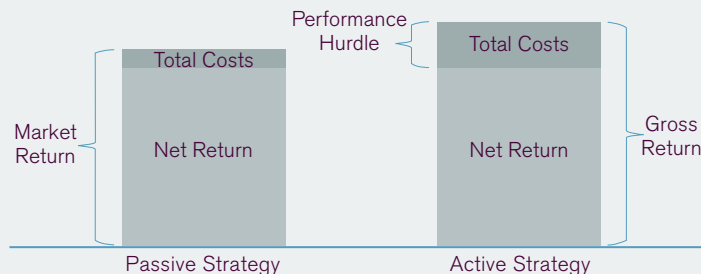 Performance
Hurdle
Total Costs
Total Costs
Market
Return
Net Return
Net Return
Gross
Return
Passive Strategy
Active Strategy